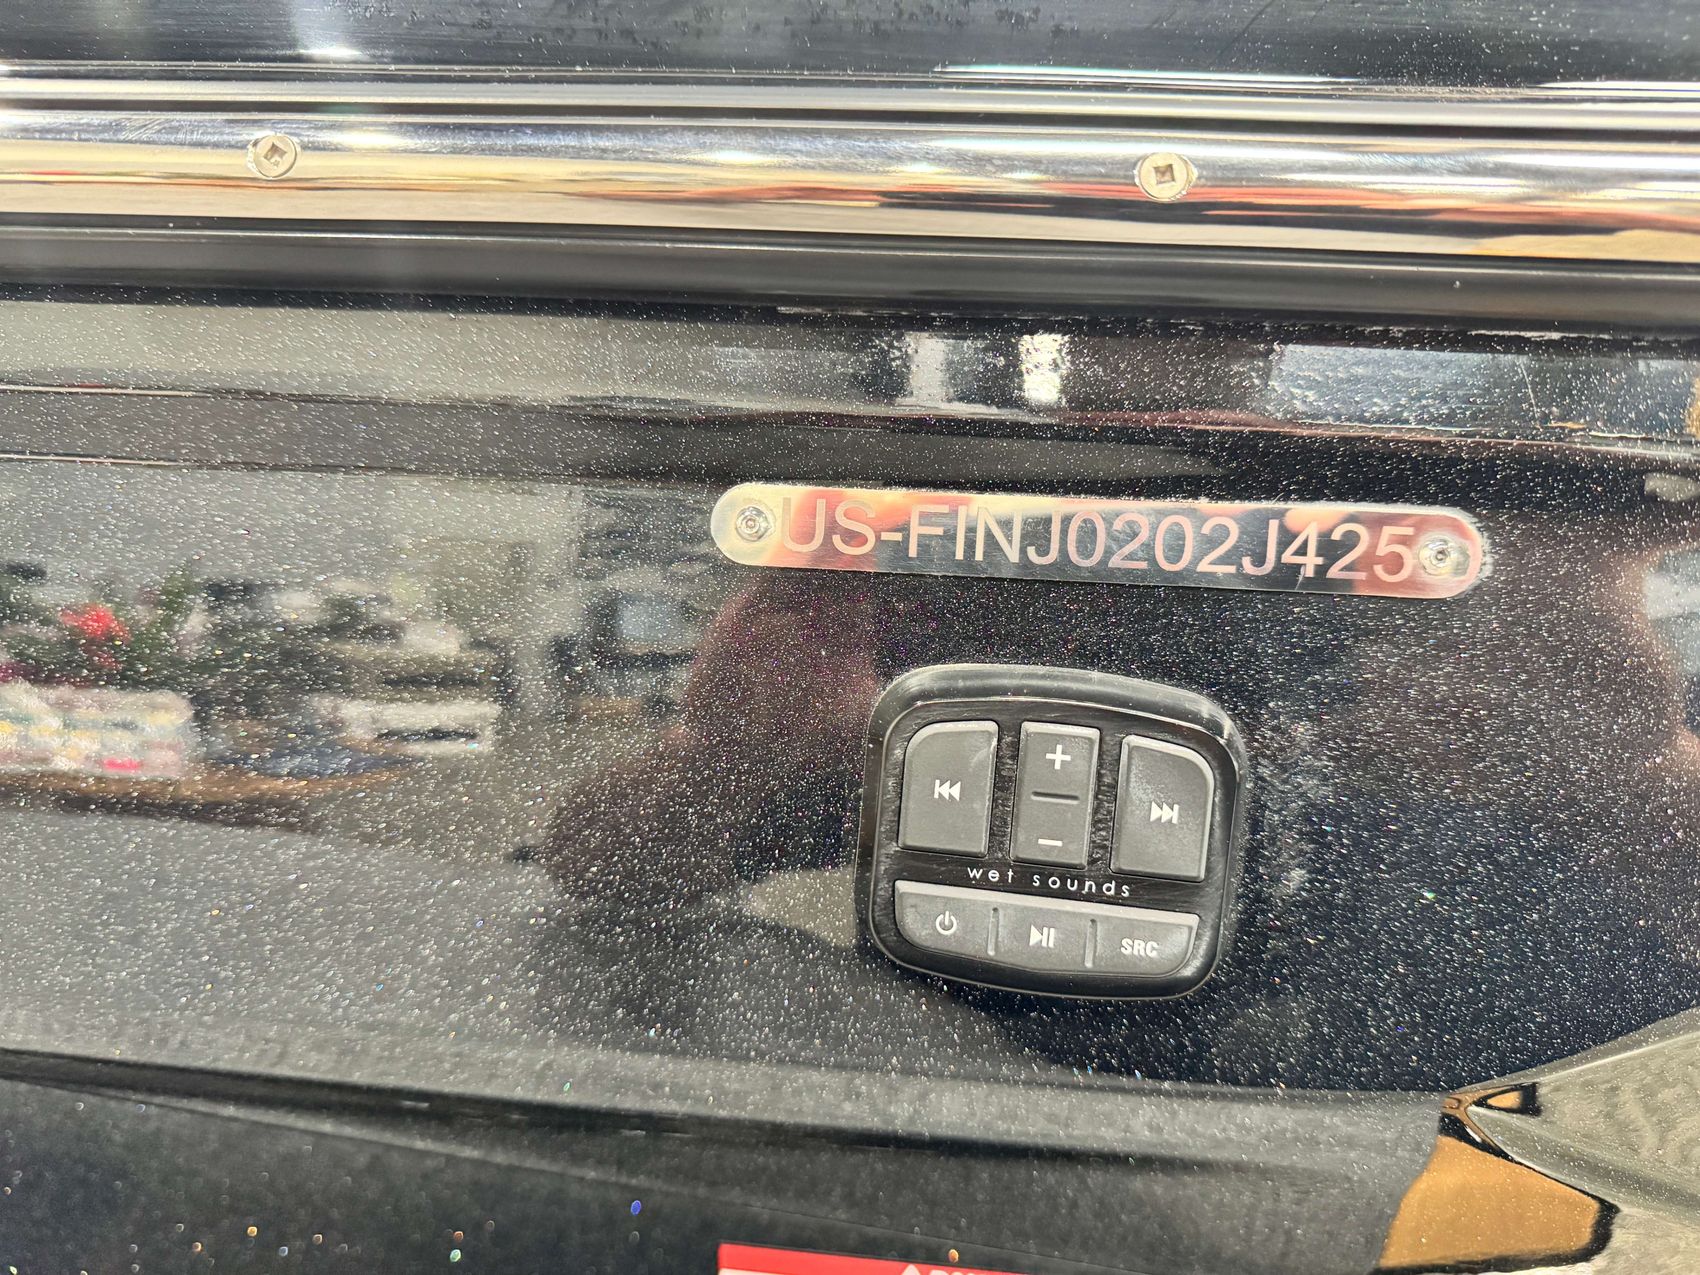 US-FINJ0202J425
+
-
wet sounds
SRC